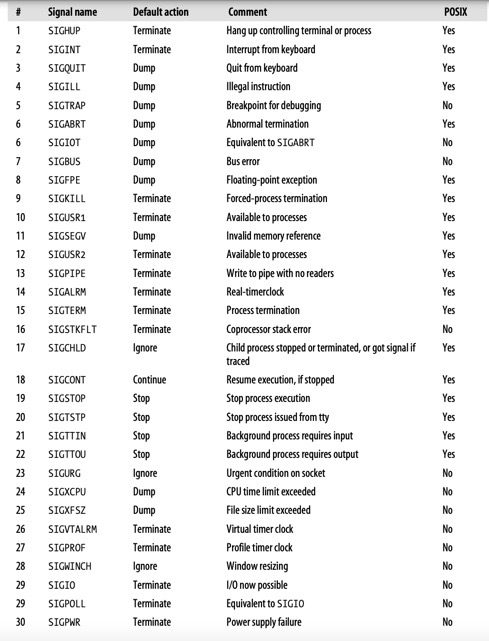 # Signal name Default action Comment POSIX
1 SIGHUP Terminate Hang up controlling terminal or process Yes
2 SIGINT Terminate Interrupt from keyboard Yes
3 SIGQUIT Dump Quit from keyboard Yes
4 SIGILL Dump Illegal instruction Yes
5 SIGTRAP Dump Breakpoint for debugging No
6 SIGABRT Dump Abnormal termination Yes
6 SIGIOT Dump Equivalent to SIGABRT No
7 SIGBUS Dump Bus error No
8 SIGFPE Dump Floating-point exception Yes
9 SIGKILL Terminate Forced-process termination Yes
10 SIGUSR1 Terminate Available to processes Yes
11 SIGSEGV Dump Invalid memory reference Yes
12 SIGUSR2 Terminate Available to processes Yes
13 SIGPIPE Terminate Write to pipe with no readers Yes
14 SIGALRM Terminate Real-timerclock Yes
15 SIGTERM Terminate Process termination Yes
16 SIGSTKFLT Terminate Coprocessor stack error No
17 SIGCHLD Ignore Child process stopped or terminated, or got signal if Yes
traced
18 SIGCONT Continue Resume execution, if stopped Yes
19 SIGSTOP Stop Stop process execution Yes
20 SIGTSTP Stop Stop process issued from tty Yes
21 SIGTTIN Stop Background process requires input Yes
22 SIGTTOU Stop Background process requires output Yes
23 SIGURG Ignore Urgent condition on socket No
24 SIGXCPU Dump CPU time limit exceeded No
25 SIGXFSZ Dump File size limit exceeded No
26 SIGVTALRM Terminate Virtual timer clock No
27 SIGPROF Terminate Profile timer clock No
28 SIGWINCH Ignore Window resizing No
29 SIGIO Terminate I/O now possible No
29 SIGPOLL Terminate Equivalent to SIGIO No
30 SIGPWR Terminate Power supply failure No